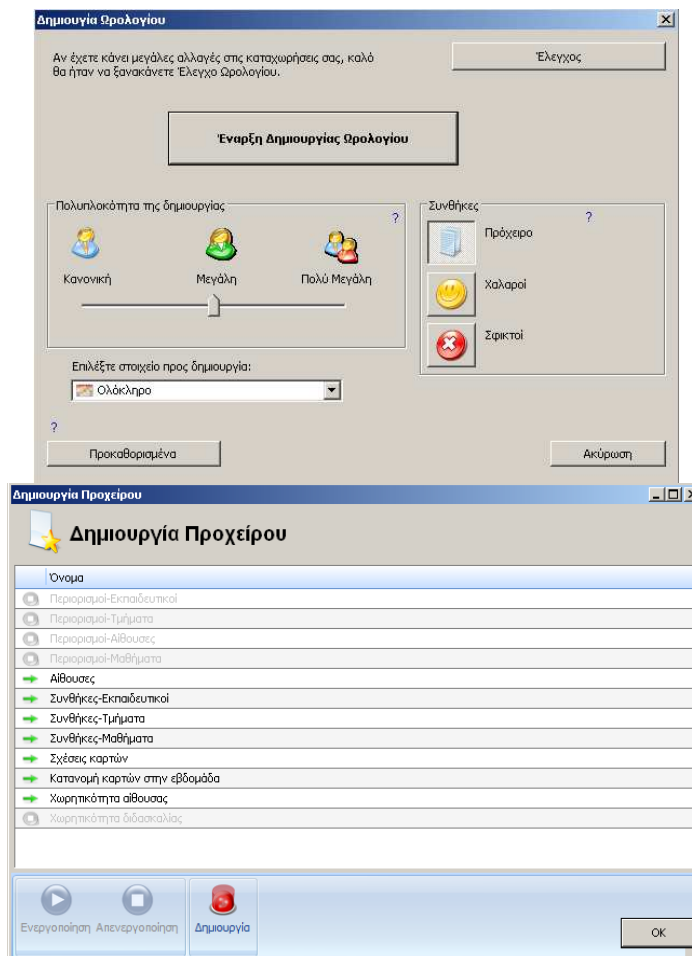 Δημιουγία Ωρολογίου
Αν έχετε κάνει μεγάλες αλλαγές στις καταχωρήσεις σας, καλό
θα ήταν να ξανακάνετε Έλεγχο Ωρολογίου.
Έλεγχος
Έναρξη Δημιουργίας Ωρολογίου
Πολυπλοκότητα της δημιουργίας
?
Κανονική Μεγάλη Πολύ Μεγάλη
Συνθήκες
?
Πρόχειρο
Χαλαροί
Σφικτοί
Επιλέξτε στοιχείο προς δημιουργία:
Ολόκληρο
?
Προκαθορισμένα
Ακύρωση
Δημιουργία Προχείρου
Δημιουργία Προχείρου
Όνομα
Περιορισμοί-Εκπαιδευτικοί
Περιορισμοί-Τμήματα
Περιορισμοί-Αίθουσες
Περιορισμοί-Μαθήματα
Αίθουσες
Συνθήκες-Εκπαιδευτικοί
Συνθήκες-Τμήματα
Συνθήκες-Μαθήματα
Σχέσεις καρτών
Κατανομή καρτών στην εβδομάδα
Χωρητικότητα αίθουσας
Χωρητικότητα διδασκαλίας
Ενεργοποίηση Απενεργοποίηση Δημιουργία
OK